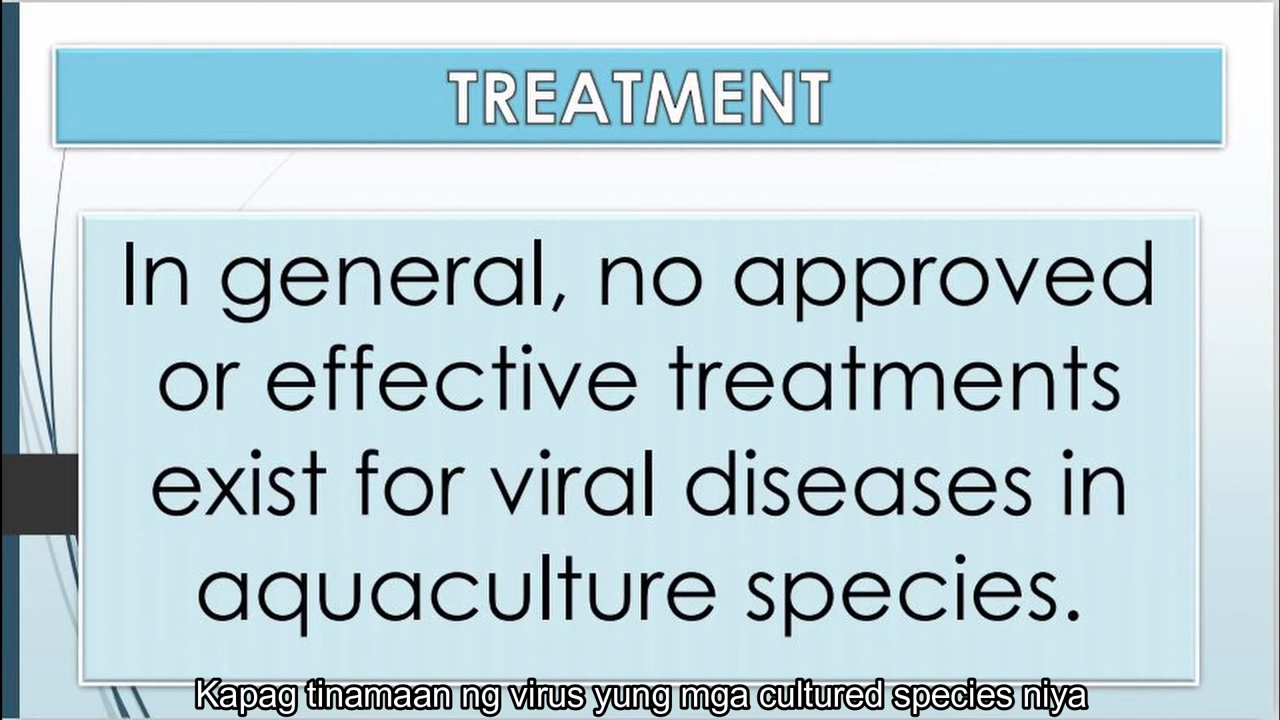 TREATMENT
In general, no approved
or effective treatments
exist for viral diseases in
aquaculture species.
Kapag tinamaan ng virus yung mga cultured species niya